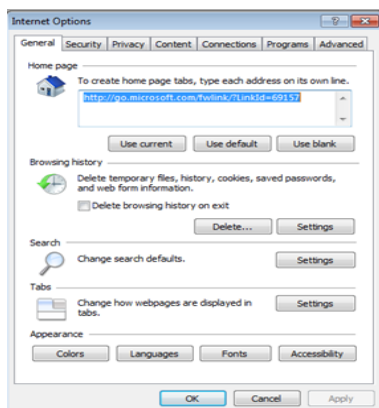 Internet Options
General Security Privacy Content Connections Programs Advanced
Home page
To create home page tabs, type each address on its own line.
http://go.microsoft.com/fwlink/?LinkId=69157
Use current Use default Use blank
Browsing history
Delete temporary files, history, cookies, saved passwords,
and web form information.
Delete browsing history on exit
Delete... Settings
Search
Change search defaults. Settings
Tabs
Change how webpages are displayed in Settings
tabs.
Appearance
Colors Languages Fonts Accessibility
OK Cancel Apply